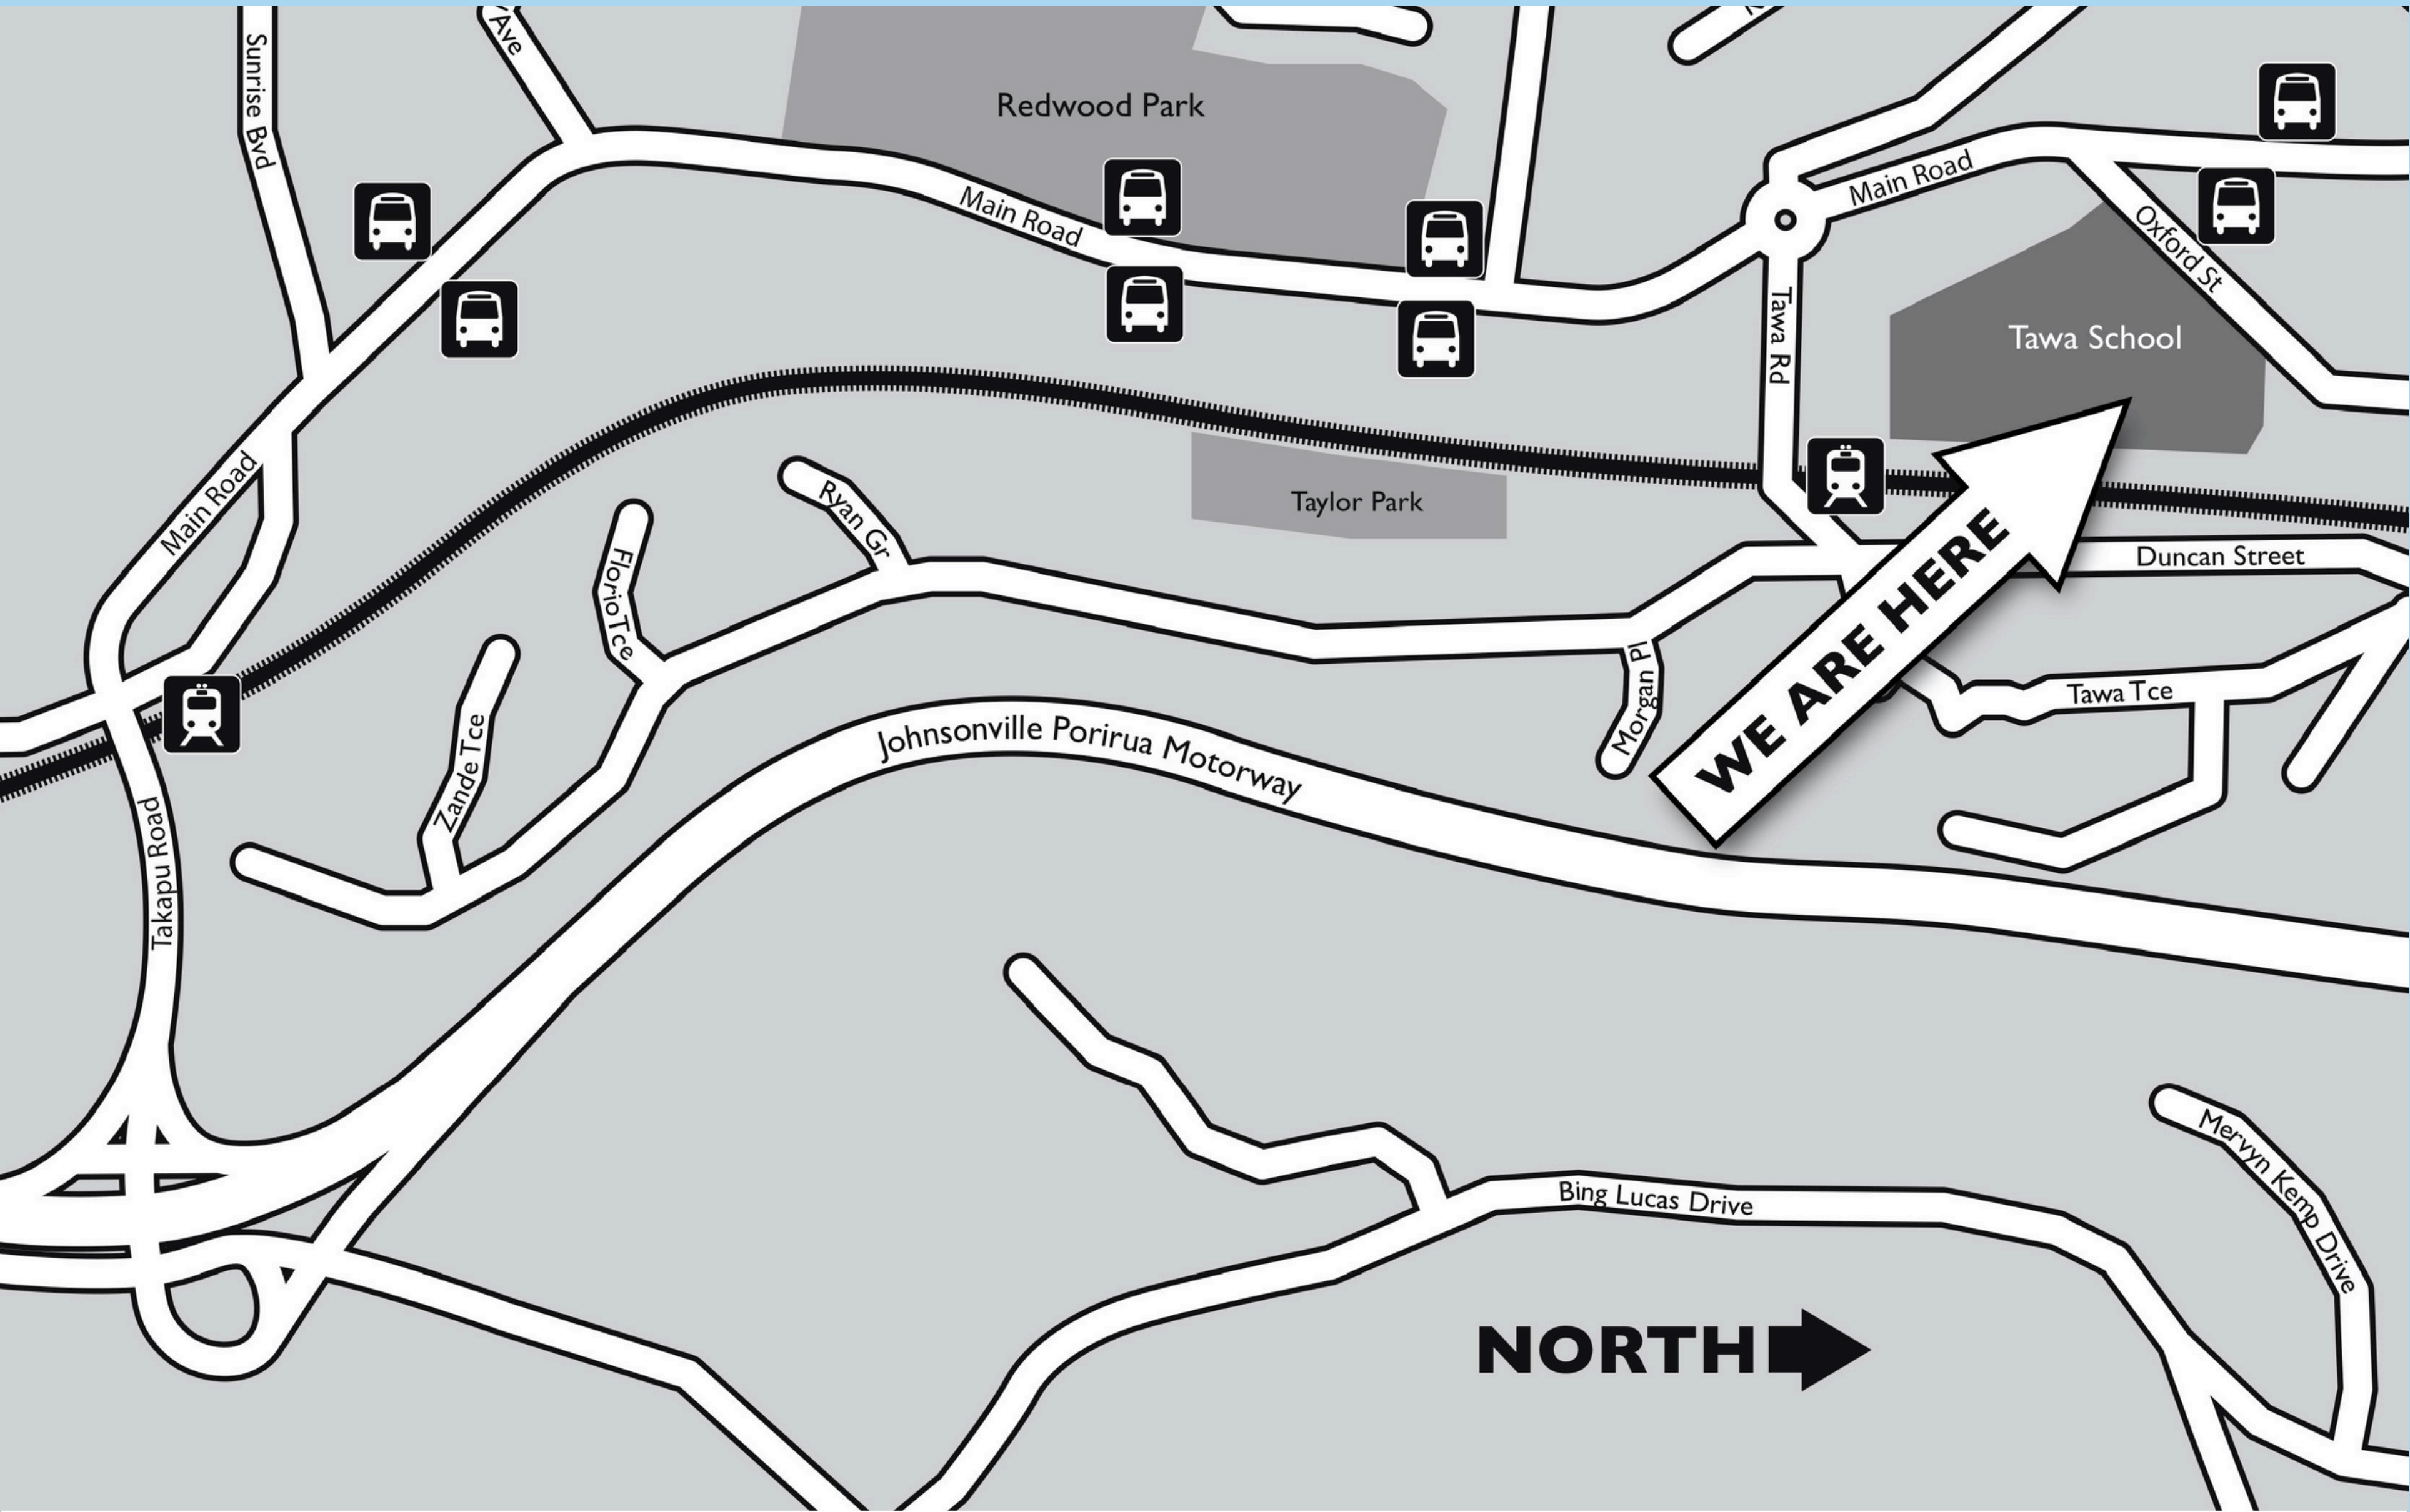 Sunrise Bvd
Ave
Redwood Park
Main Road
Main Road
Oxford St
Tawa School
Tawa Rd
Main Road
Taylor Park
Ryan Gr
Florio Tce
Duncan Street
WE ARE HERE
Morgan Pl
Tawa Tce
Zande Tce
Johnsonville Porirua Motorway
Takapu Road
Mervyn Kemp Drive
Bing Lucas Drive
NORTH